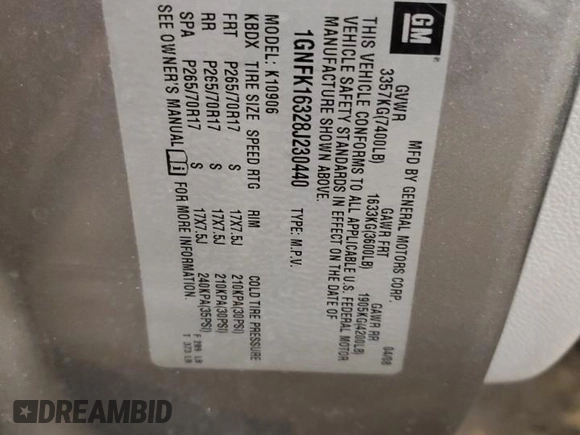 GM
MFD BY GENERAL MOTORS CORP. 04/08
GVWR GAWR FRT GAWR RR
3357KG(7400LB) 1633KG(3600LB) 1905KG(4200LB)
THIS VEHICLE CONFORMS TO ALL APPLICABLE U.S. FEDERAL MOTOR
VEHICLE SAFETY STANDARDS IN EFFECT ON THE DATE OF
MANUFACTURE SHOWN ABOVE.
1GNFK16328J230440 TYPE: M.P.V.
MODEL: K10906
KBDX TIRE SIZE SPEED RTG RIM COLD TIRE PRESSURE
FRT P265/70R17 S 17X7.5J 210KPA(30PSI)
RR P265/70R17 S 17X7.5J 210KPA(30PSI)
SPA P265/70R17 S 17X7.5J 240KPA(35PSI)
SEE OWNER'S MANUAL FOR MORE INFORMATION.
DREAMBID